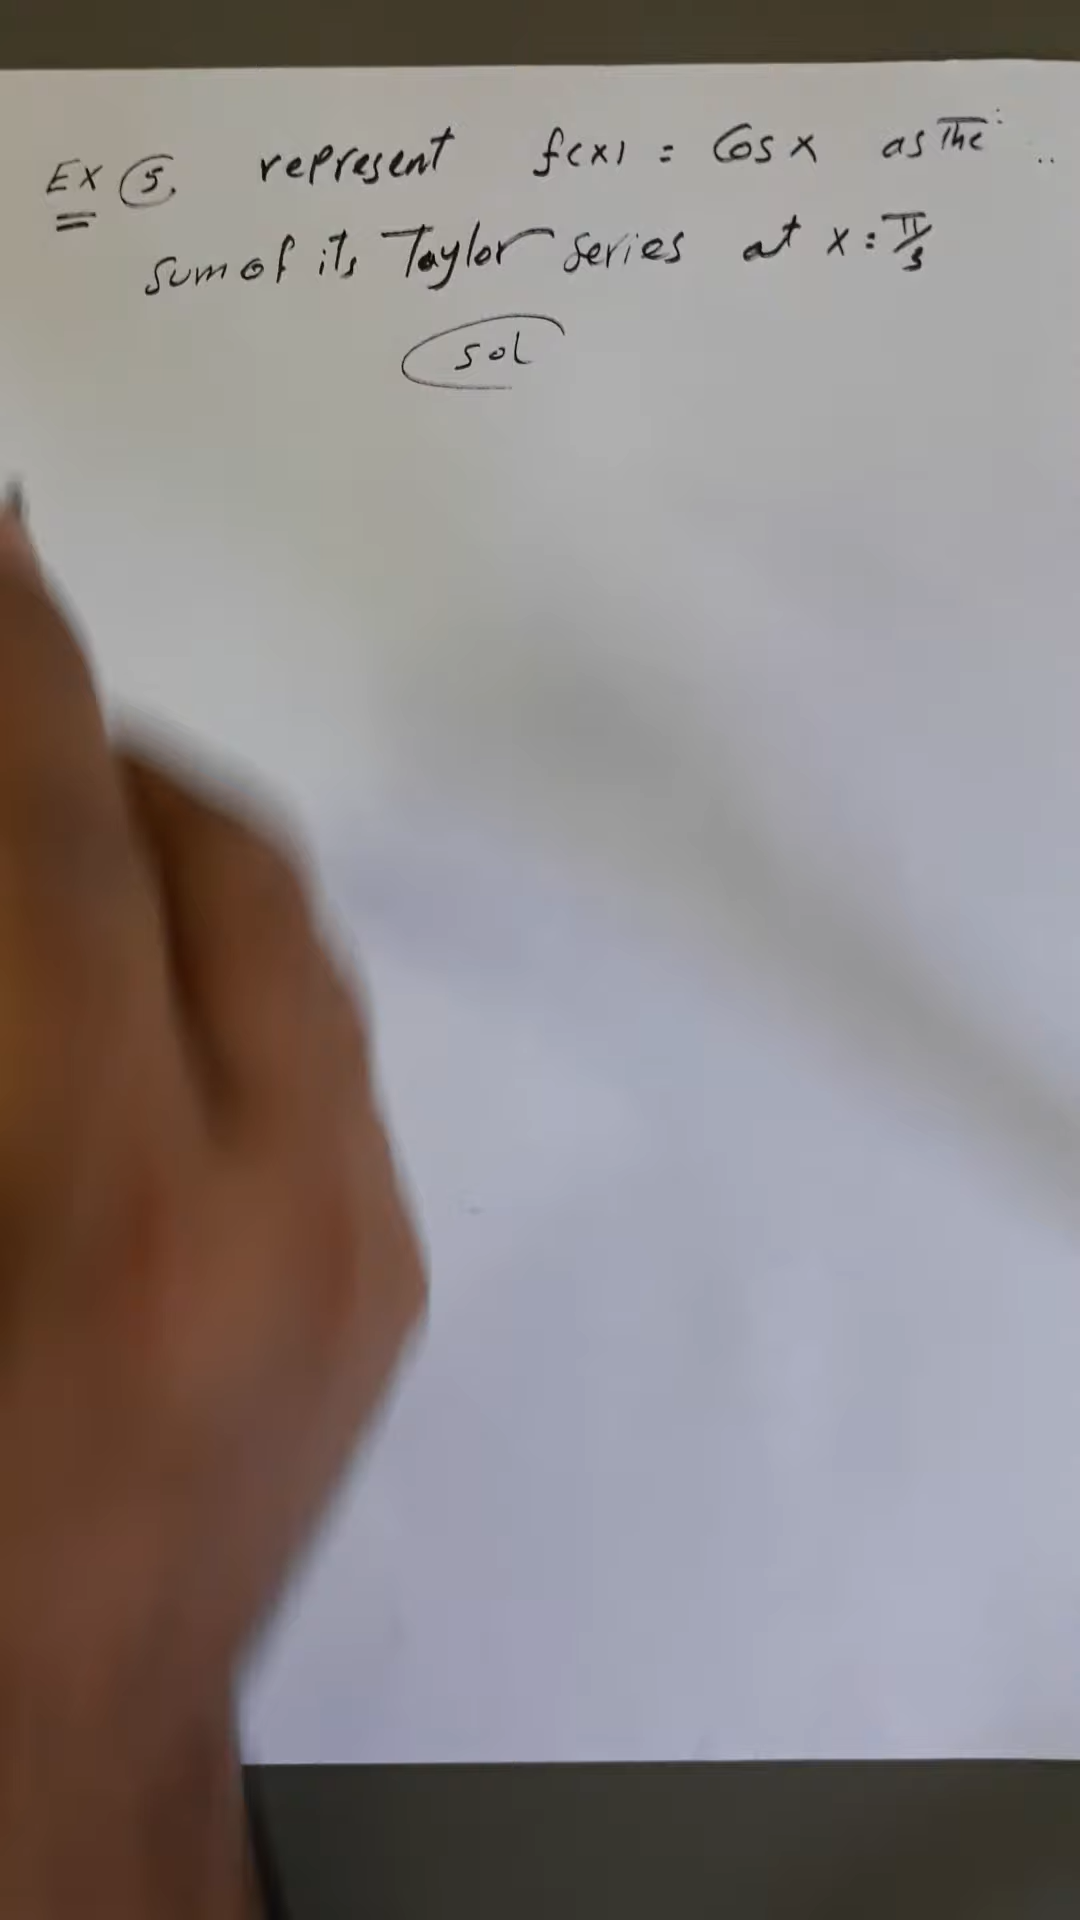 EX 5. represent f(x) = Cos x as The
sum of its Taylor series at x = π/3
sol